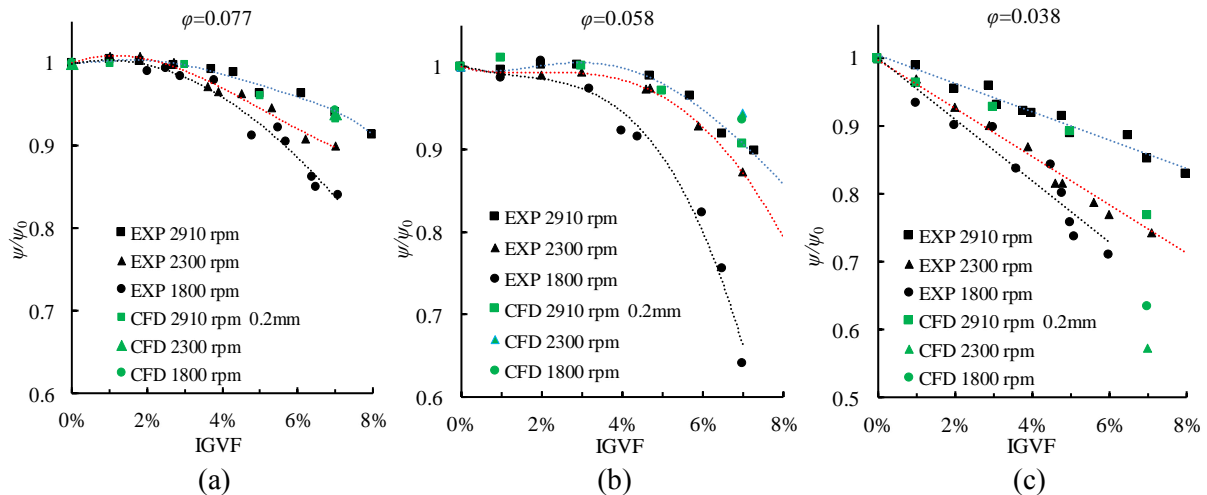 φ=0.077
1
0.9
0.8
0.7
0.6
ψ/ψ0
EXP 2910 rpm
EXP 2300 rpm
EXP 1800 rpm
CFD 2910 rpm 0.2mm
CFD 2300 rpm
CFD 1800 rpm
0% 2% 4% 6% 8%
IGVF
(a)
φ=0.058
1
0.9
0.8
0.7
0.6
ψ/ψ0
EXP 2910 rpm
EXP 2300 rpm
EXP 1800 rpm
CFD 2910 rpm 0.2mm
CFD 2300 rpm
CFD 1800 rpm
0% 2% 4% 6% 8%
IGVF
(b)
φ=0.038
1
0.9
0.8
0.7
0.6
0.5
ψ/ψ0
EXP 2910 rpm
EXP 2300 rpm
EXP 1800 rpm
CFD 2910 rpm 0.2mm
CFD 2300 rpm
CFD 1800 rpm
0% 2% 4% 6% 8%
IGVF
(c)